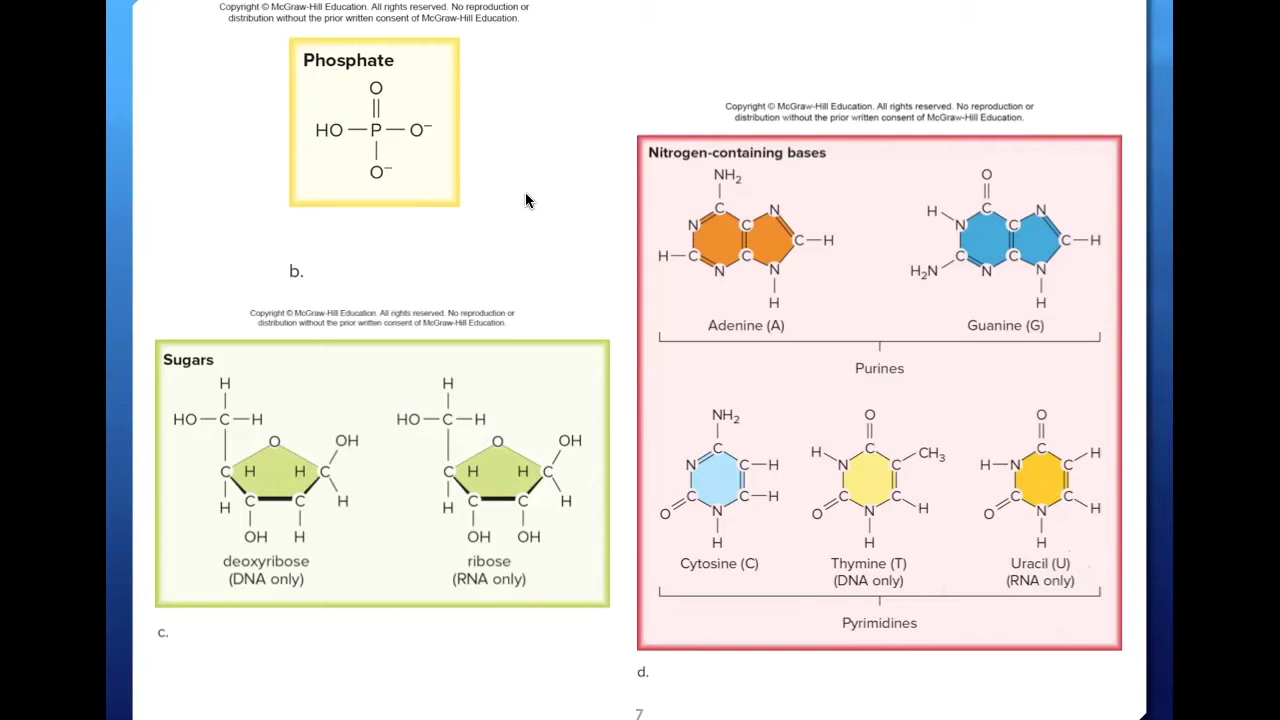 Copyright © McGraw-Hill Education. All rights reserved. No reproduction or
distribution without the prior written consent of McGraw-Hill Education.
Phosphate
O
HO P O⁻
O⁻
b.
Copyright © McGraw-Hill Education. All rights reserved. No reproduction or
distribution without the prior written consent of McGraw-Hill Education.
Sugars
H
HO C H
O OH
C H H C
H C C H
OH H
deoxyribose
(DNA only)
H
HO C H
O OH
C H H C
H C C H
OH OH
ribose
(RNA only)
c.
Copyright © McGraw-Hill Education. All rights reserved. No reproduction or
distribution without the prior written consent of McGraw-Hill Education.
Nitrogen-containing bases
NH₂
C N
N C
C H
H C C
N N
H
Adenine (A)
O
H C N
N C
C H
C C
H₂N N N
H
Guanine (G)
Purines
NH₂
C
N C H
C C H
O N
H
Cytosine (C)
O
H C CH₃
N C
C C
O N H
H
Thymine (T)
(DNA only)
O
C H
H N C
C C
O N H
H
Uracil (U)
(RNA only)
Pyrimidines
d.
7